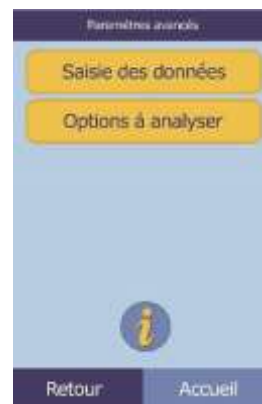 Paramètres avancés
Saisie des données
Options à analyser
i
Retour Accueil